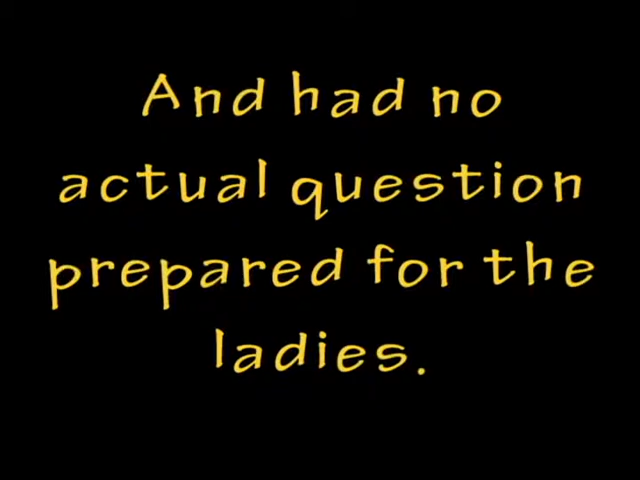 And had no
actual question
prepared for the
ladies.